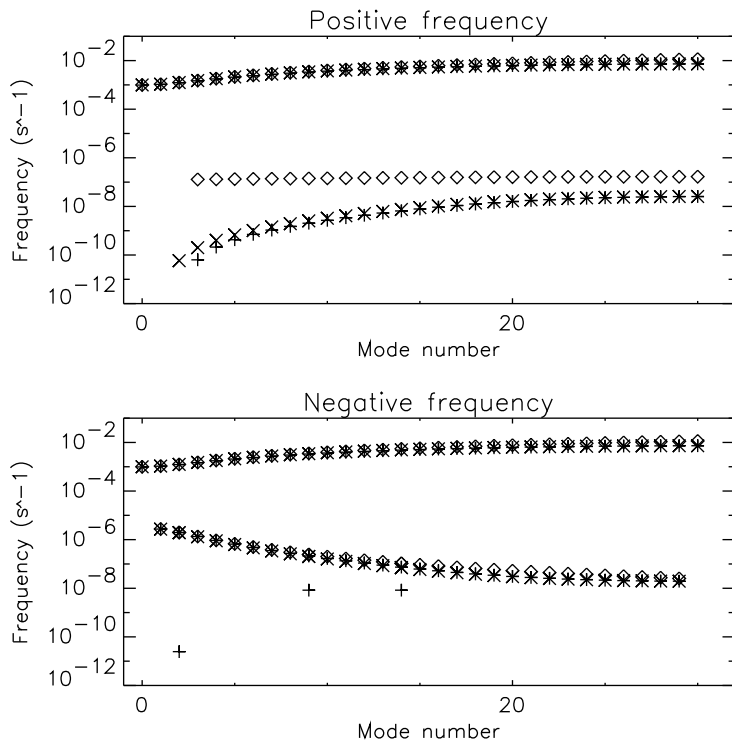 Positive frequency
Frequency (s^-1)
10^-2
10^-4
10^-6
10^-8
10^-10
10^-12
0
20
Mode number
Negative frequency
Frequency (s^-1)
10^-2
10^-4
10^-6
10^-8
10^-10
10^-12
0
20
Mode number